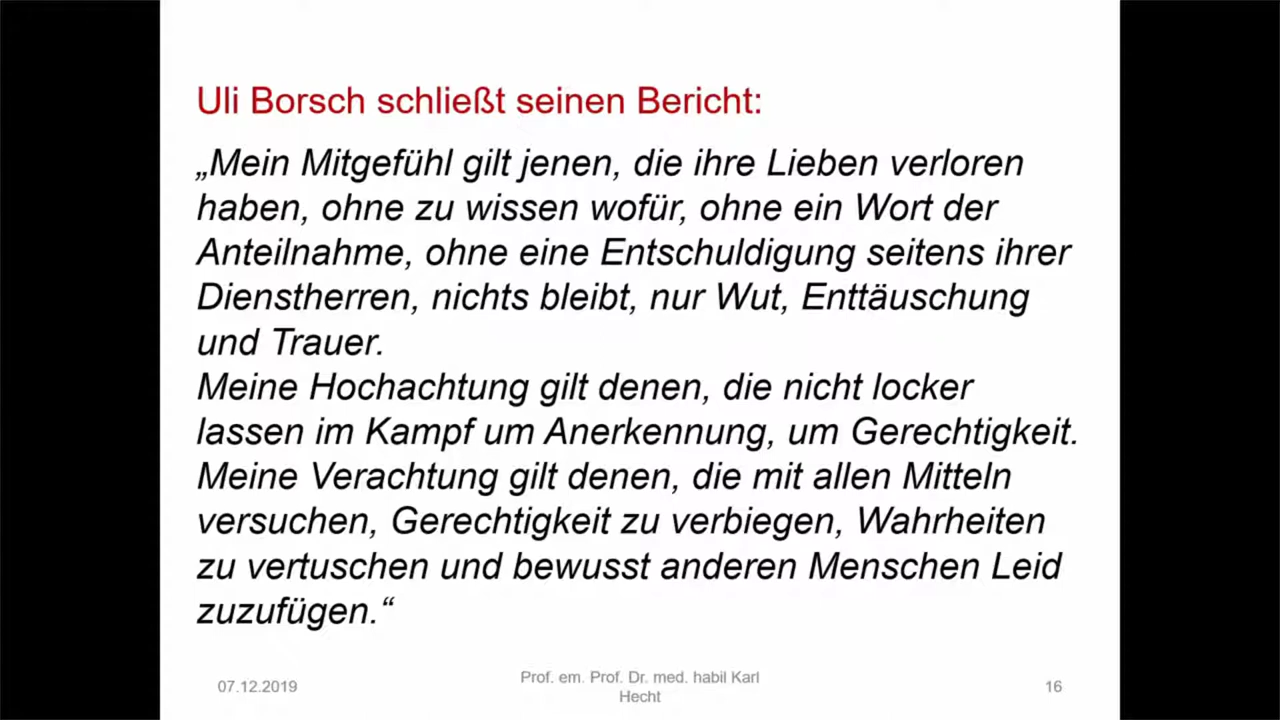 Uli Borsch schließt seinen Bericht:
„Mein Mitgefühl gilt jenen, die ihre Lieben verloren
haben, ohne zu wissen wofür, ohne ein Wort der
Anteilnahme, ohne eine Entschuldigung seitens ihrer
Dienstherren, nichts bleibt, nur Wut, Enttäuschung
und Trauer.
Meine Hochachtung gilt denen, die nicht locker
lassen im Kampf um Anerkennung, um Gerechtigkeit.
Meine Verachtung gilt denen, die mit allen Mitteln
versuchen, Gerechtigkeit zu verbiegen, Wahrheiten
zu vertuschen und bewusst anderen Menschen Leid
zuzufügen.“
07.12.2019
Prof. em. Prof. Dr. med. habil Karl
Hecht
16